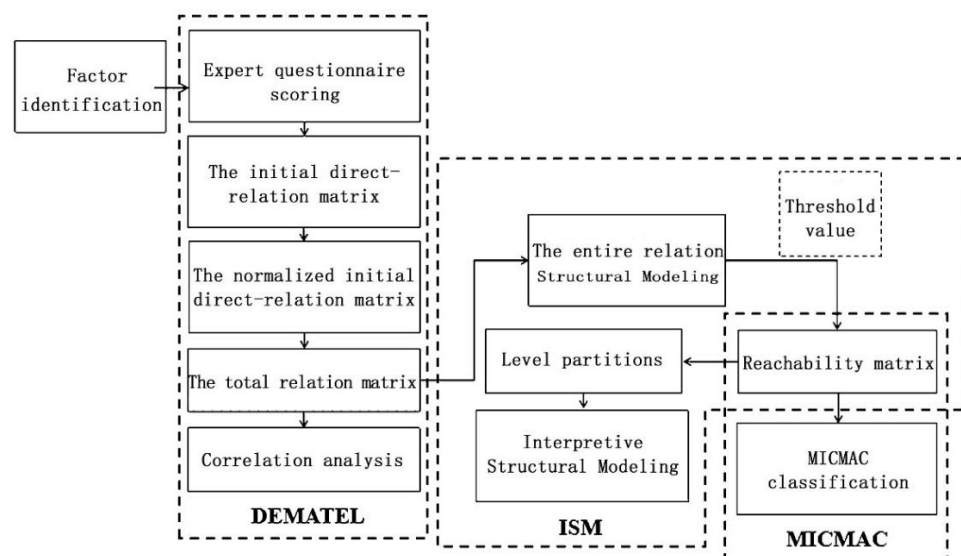 Factor
identification
Expert questionnaire
scoring
The initial direct-
relation matrix
The normalized initial
direct-relation matrix
The total relation matrix
Correlation analysis
DEMATEL
The entire relation
Structural Modeling
Threshold
value
Level partitions
Reachability matrix
Interpretive
Structural Modeling
ISM
MICMAC
classification
MICMAC